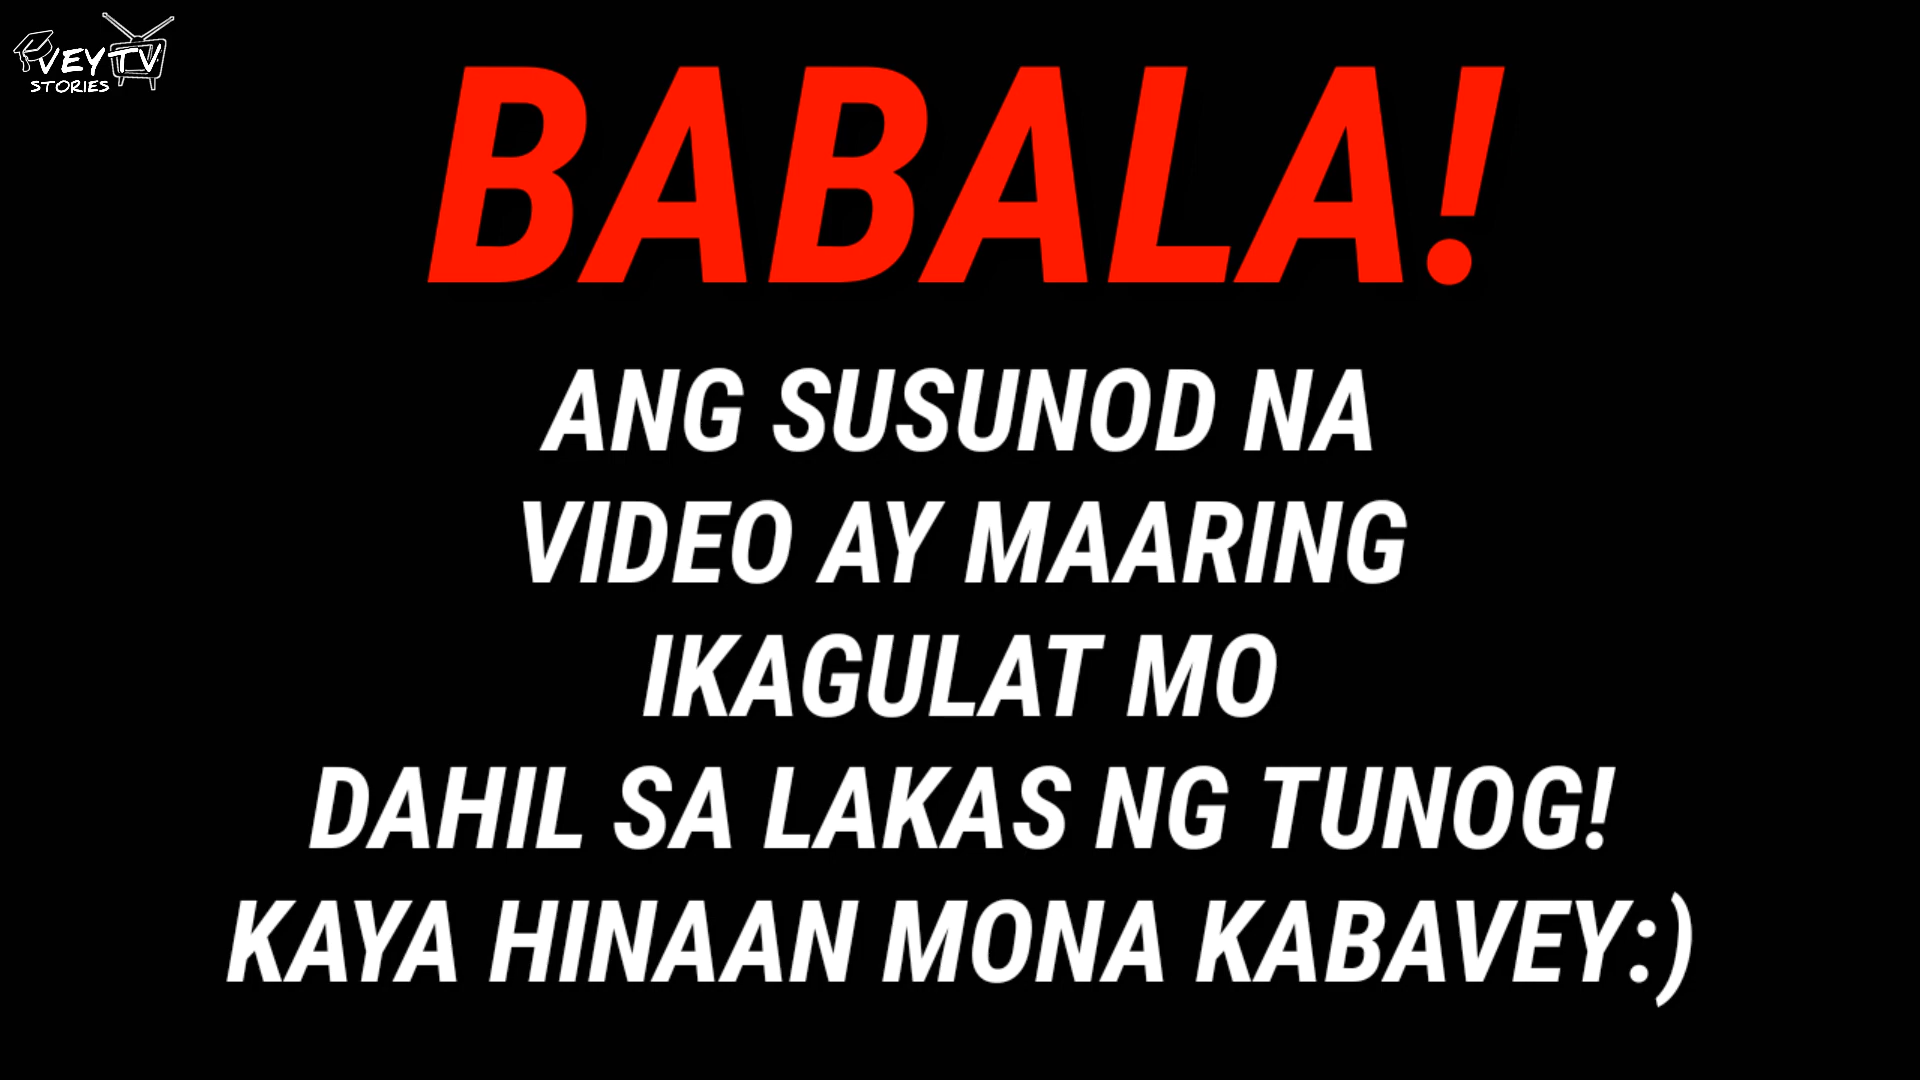 VEY TV
STORIES
BABALA!
ANG SUSUNOD NA
VIDEO AY MAARING
IKAGULAT MO
DAHIL SA LAKAS NG TUNOG!
KAYA HINAAN MONA KABAVEY:)